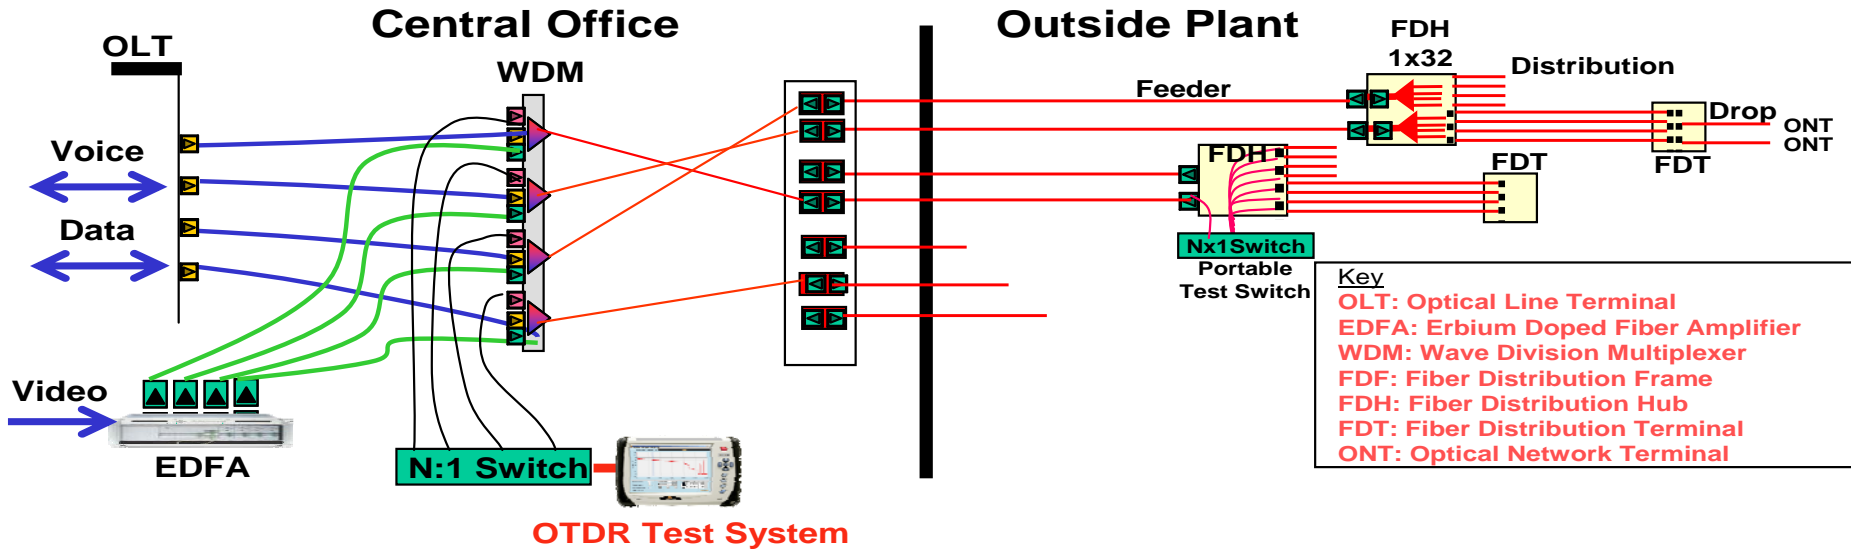 Central Office
Outside Plant
OLT
WDM
FDH
1x32
Distribution
Feeder
Drop
ONT
ONT
Voice
FDH
FDT
FDT
Data
Nx1Switch
Portable
Test Switch
Video
EDFA
N:1 Switch
OTDR Test System
Key
OLT: Optical Line Terminal
EDFA: Erbium Doped Fiber Amplifier
WDM: Wave Division Multiplexer
FDF: Fiber Distribution Frame
FDH: Fiber Distribution Hub
FDT: Fiber Distribution Terminal
ONT: Optical Network Terminal